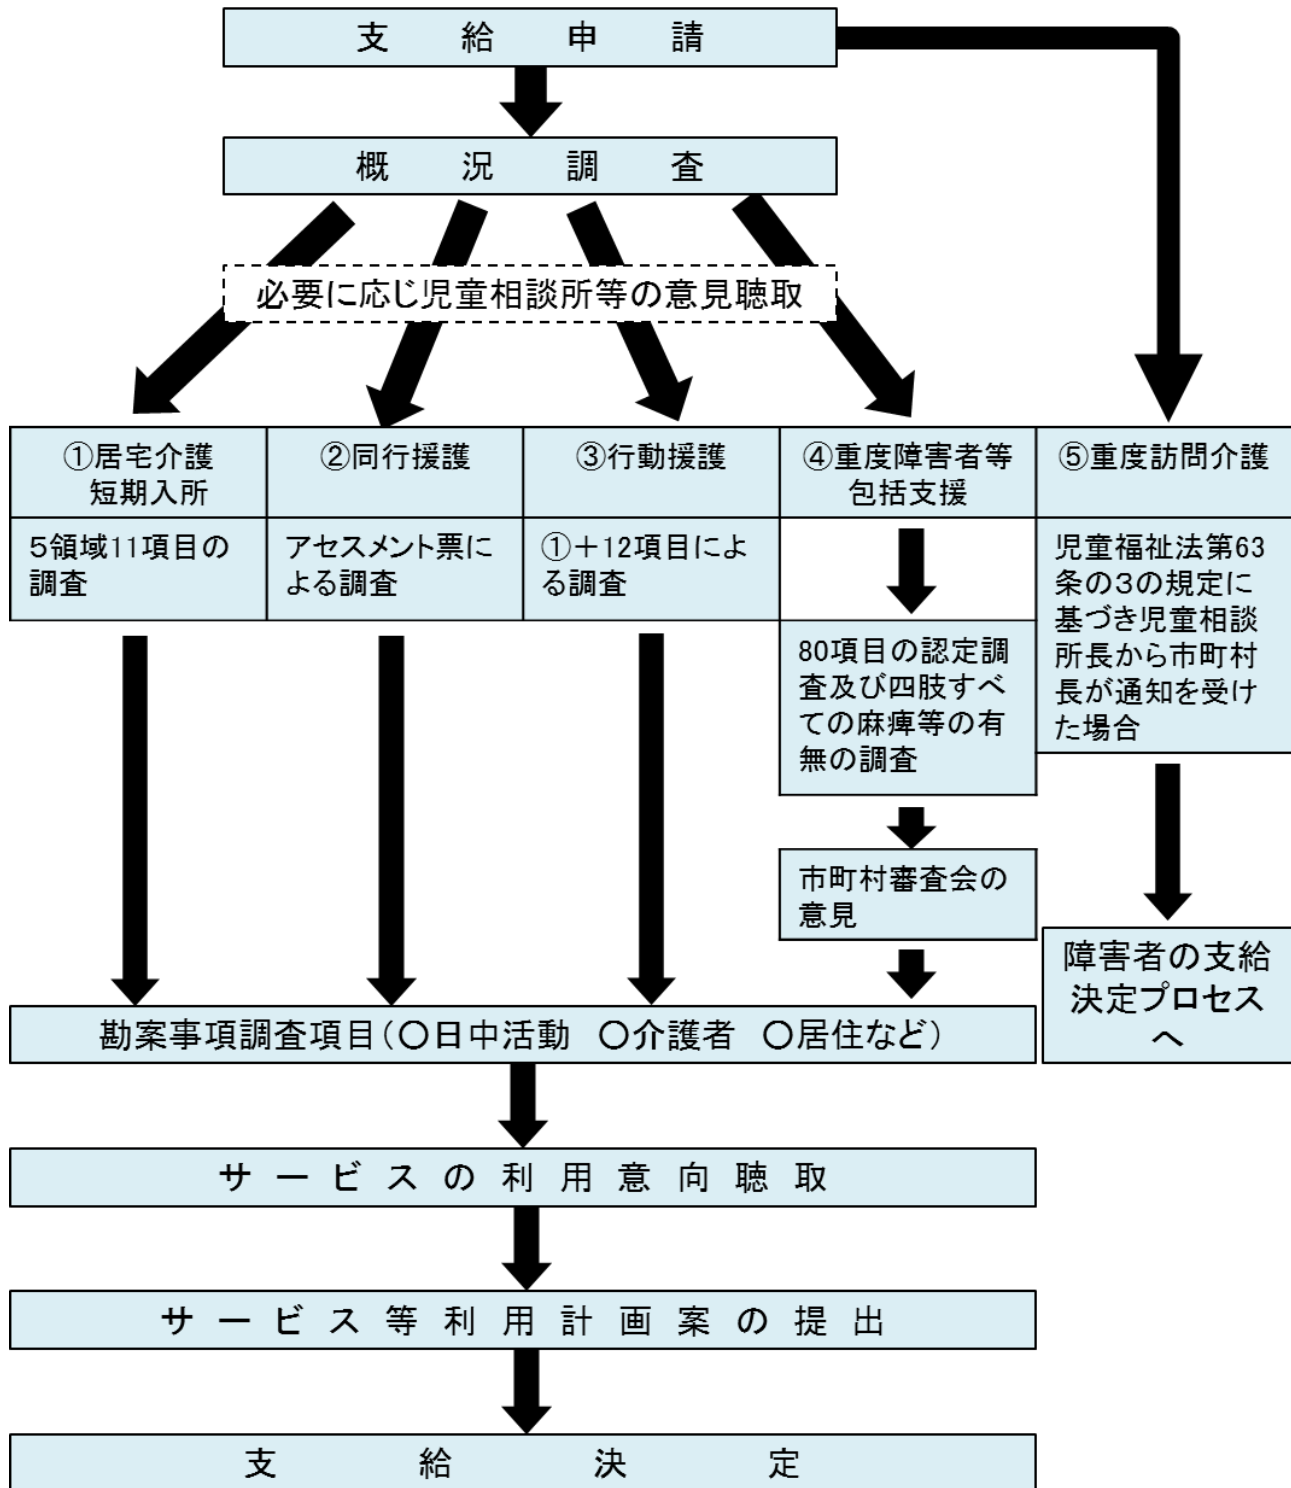 支給申請
概況調査
必要に応じ児童相談所等の意見聴取
①居宅介護
短期入所
5領域11項目の
調査
②同行援護
アセスメント票に
よる調査
③行動援護
①+12項目によ
る調査
④重度障害者等
包括支援
80項目の認定調
査及び四肢すべ
ての麻痺等の有
無の調査
市町村審査会の
意見
⑤重度訪問介護
児童福祉法第63
条の3の規定に
基づき児童相談
所長から市町村
長が通知を受け
た場合
障害者の支給
決定プロセス
へ
勘案事項調査項目(○日中活動 ○介護者 ○居住など)
サービスの利用意向聴取
サービス等利用計画案の提出
支給決定